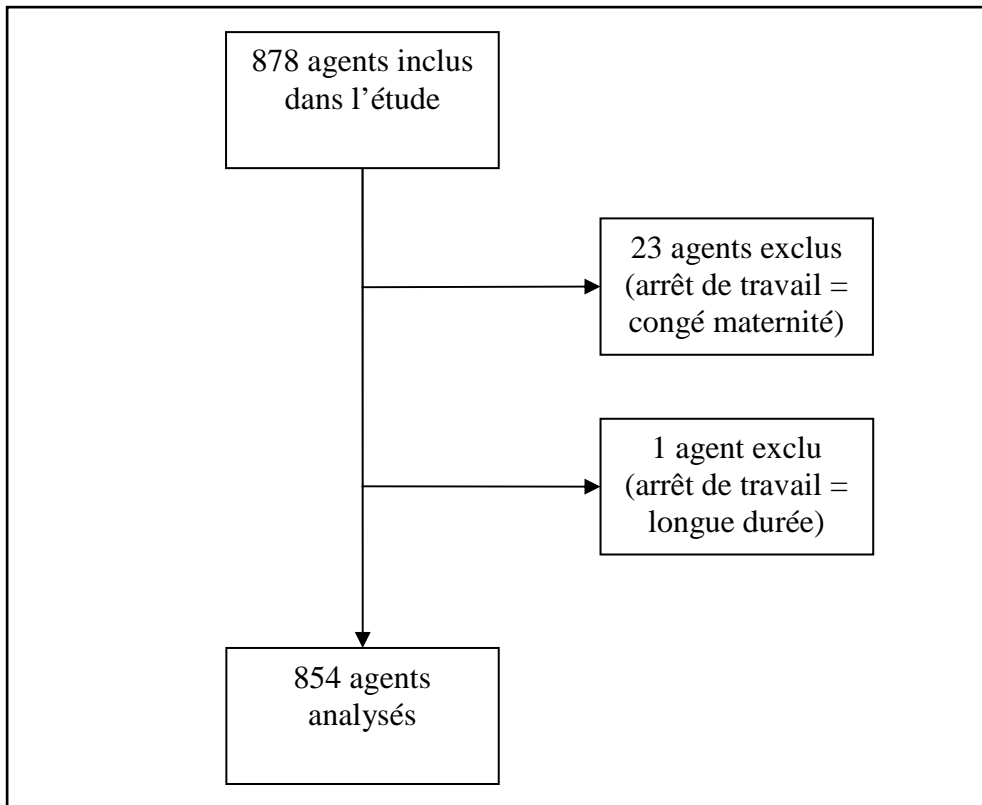 878 agents inclus
dans l’étude
23 agents exclus
(arrêt de travail =
congé maternité)
1 agent exclu
(arrêt de travail =
longue durée)
854 agents
analysés